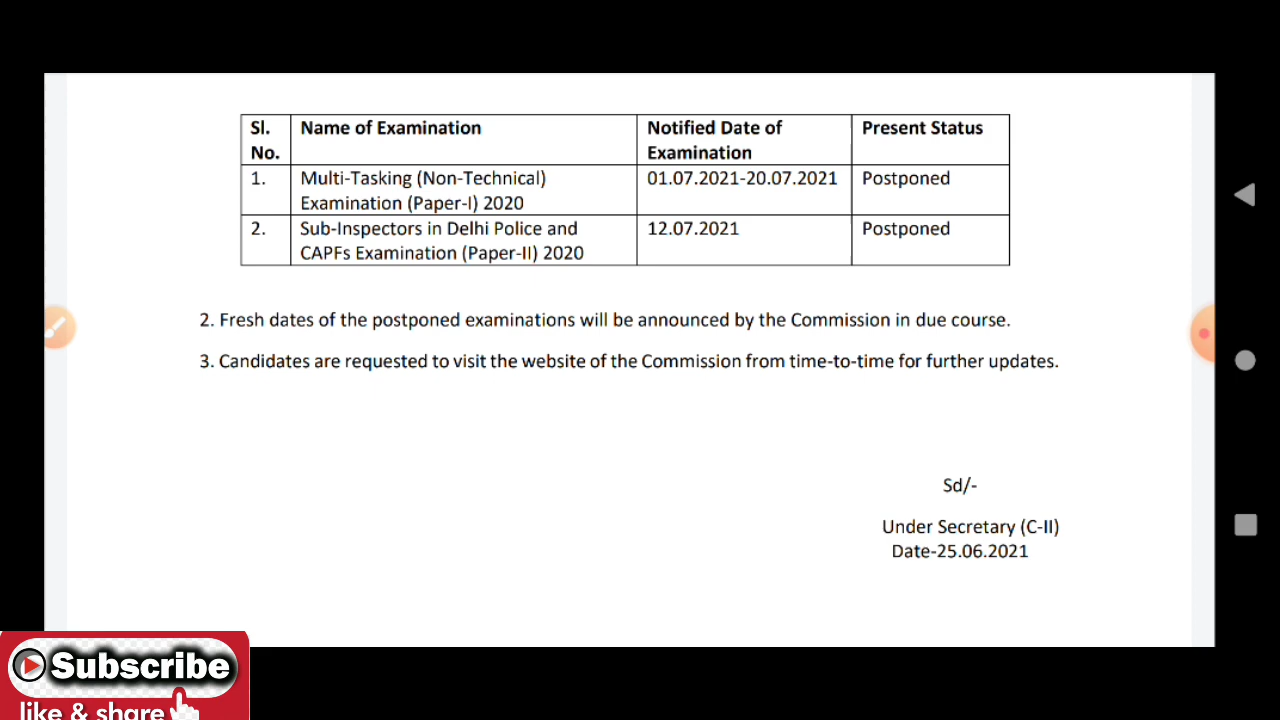 Sl. Name of Examination Notified Date of Present Status
No. Examination
1. Multi-Tasking (Non-Technical) 01.07.2021-20.07.2021 Postponed
Examination (Paper-I) 2020
2. Sub-Inspectors in Delhi Police and 12.07.2021 Postponed
CAPFs Examination (Paper-II) 2020
2. Fresh dates of the postponed examinations will be announced by the Commission in due course.
3. Candidates are requested to visit the website of the Commission from time-to-time for further updates.
Sd/-
Under Secretary (C-II)
Date-25.06.2021
Subscribe
like & share